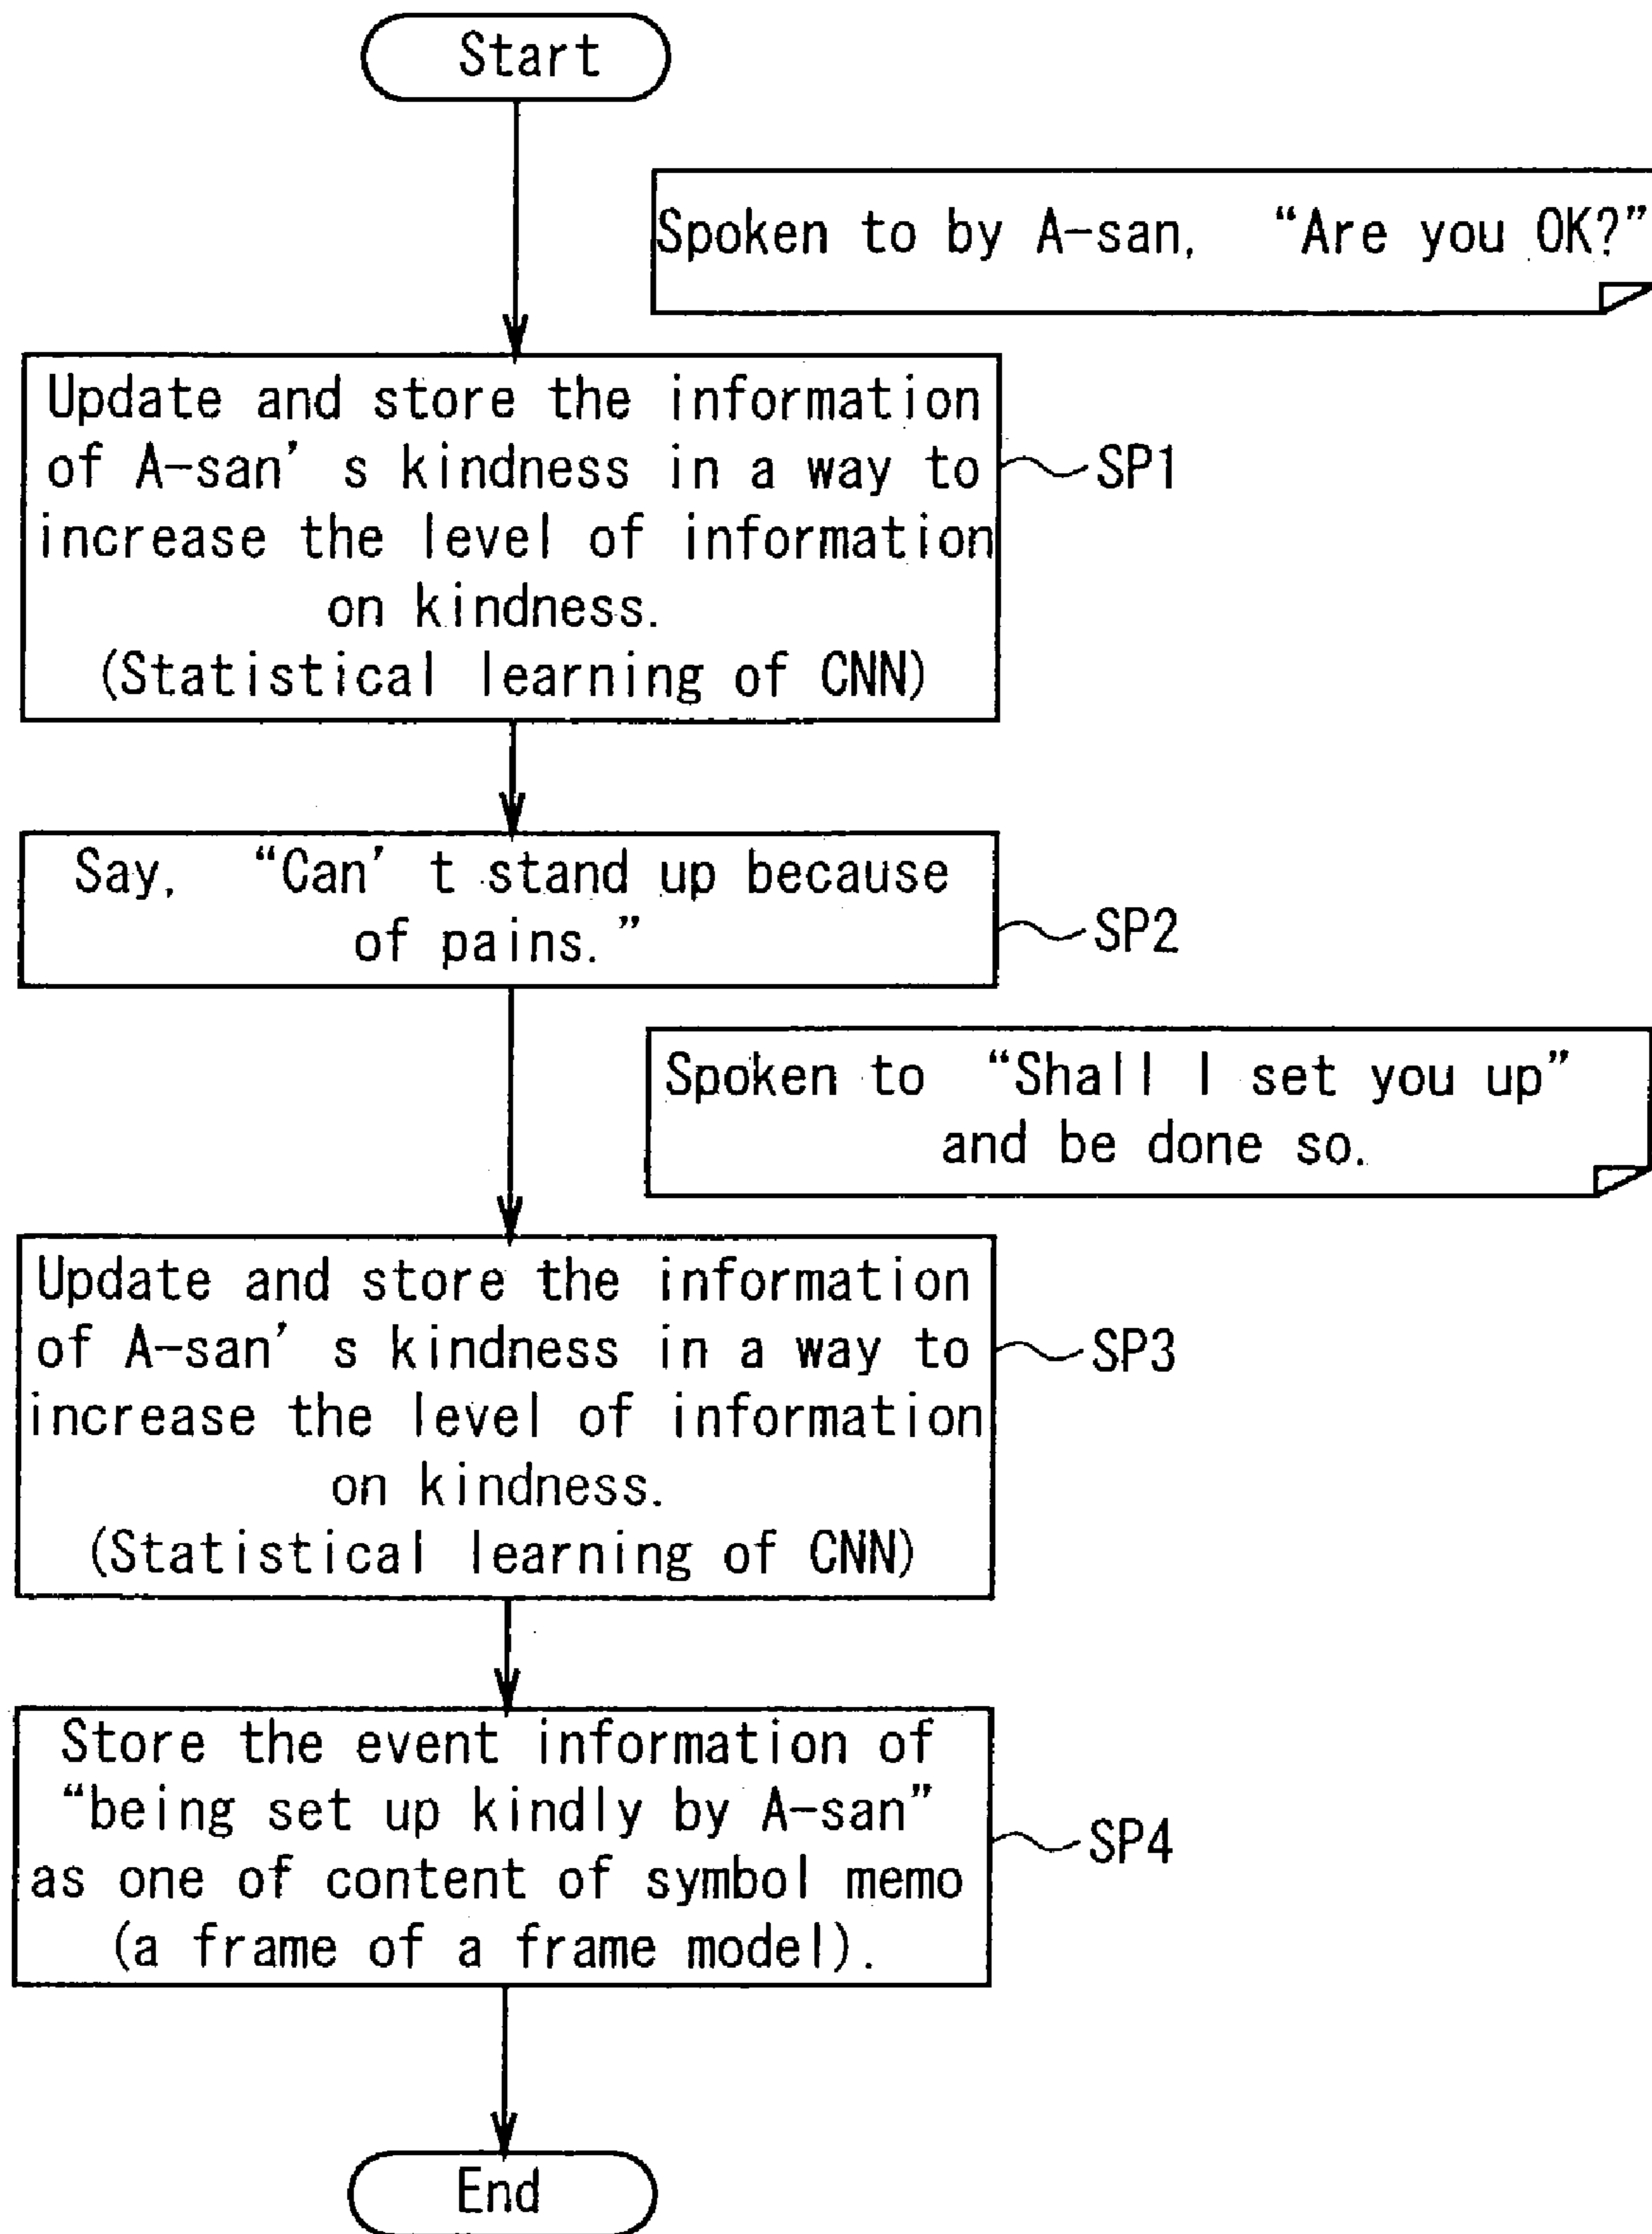 Start
Spoken to by A-san, “Are you OK?”
Update and store the information
of A-san’s kindness in a way to
increase the level of information
on kindness.
(Statistical learning of CNN)
SP1
Say, “Can’t stand up because
of pains.”
SP2
Spoken to “Shall I set you up”
and be done so.
Update and store the information
of A-san’s kindness in a way to
increase the level of information
on kindness.
(Statistical learning of CNN)
SP3
Store the event information of
“being set up kindly by A-san”
as one of content of symbol memo
(a frame of a frame model).
SP4
End